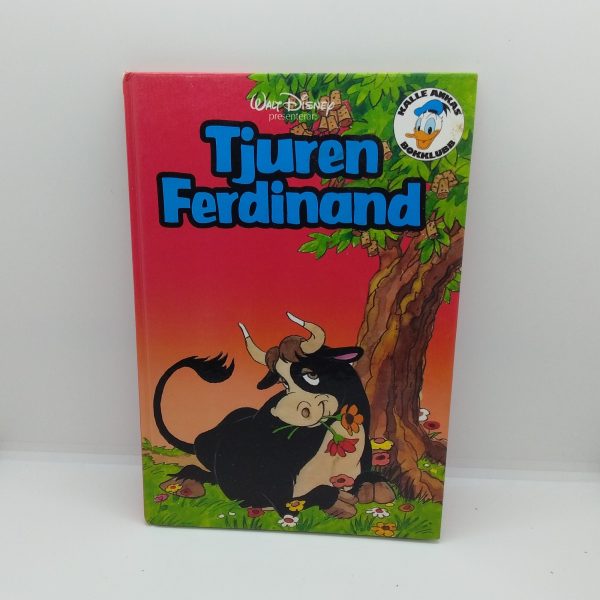 WALT DISNEY
presenterar:
Tjuren
Ferdinand
KALLE ANKAS
BOKKLUBB